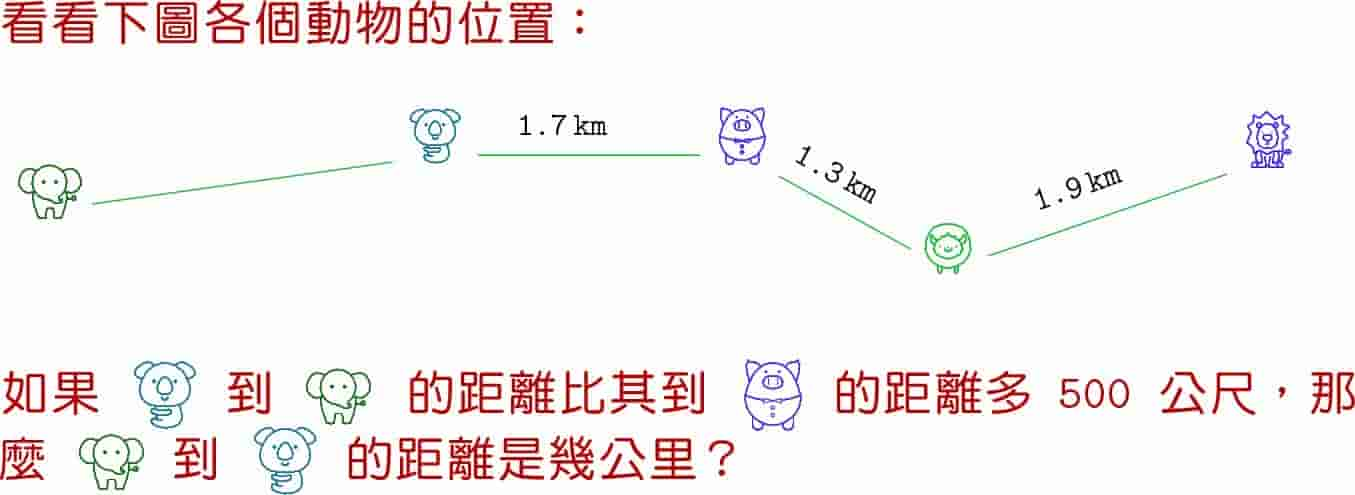 看看下圖各個動物的位置：
1.7 km
1.3 km
1.9 km
如果 到 的距離比其到 的距離多 500 公尺，那
麼 到 的距離是幾公里？